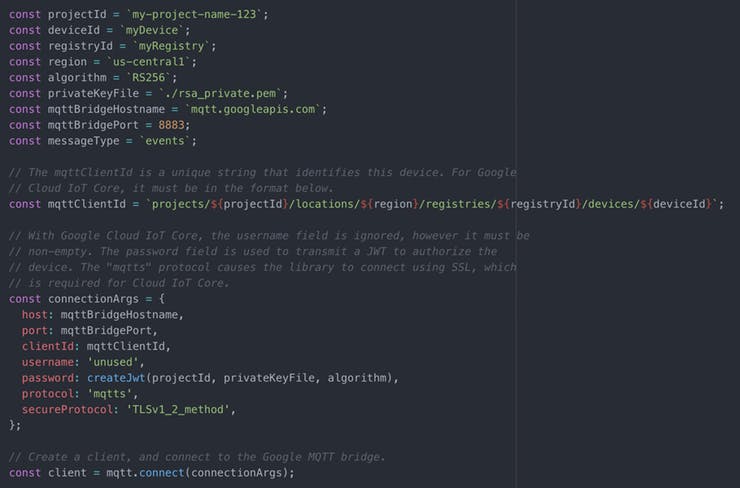 const projectId = `my-project-name-123`;
const deviceId = `myDevice`;
const registryId = `myRegistry`;
const region = `us-central1`;
const algorithm = `RS256`;
const privateKeyFile = `./rsa_private.pem`;
const mqttBridgeHostname = `mqtt.googleapis.com`;
const mqttBridgePort = 8883;
const messageType = `events`;

// The mqttClientId is a unique string that identifies this device. For Google
// Cloud IoT Core, it must be in the format below.
const mqttClientId = `projects/${projectId}/locations/${region}/registries/${registryId}/devices/${deviceId}`;

// With Google Cloud IoT Core, the username field is ignored, however it must be
// non-empty. The password field is used to transmit a JWT to authorize the
// device. The "mqtts" protocol causes the library to connect using SSL, which
// is required for Cloud IoT Core.
const connectionArgs = {
  host: mqttBridgeHostname,
  port: mqttBridgePort,
  clientId: mqttClientId,
  username: 'unused',
  password: createJwt(projectId, privateKeyFile, algorithm),
  protocol: 'mqtts',
  secureProtocol: 'TLSv1_2_method',
};

// Create a client, and connect to the Google MQTT bridge.
const client = mqtt.connect(connectionArgs);